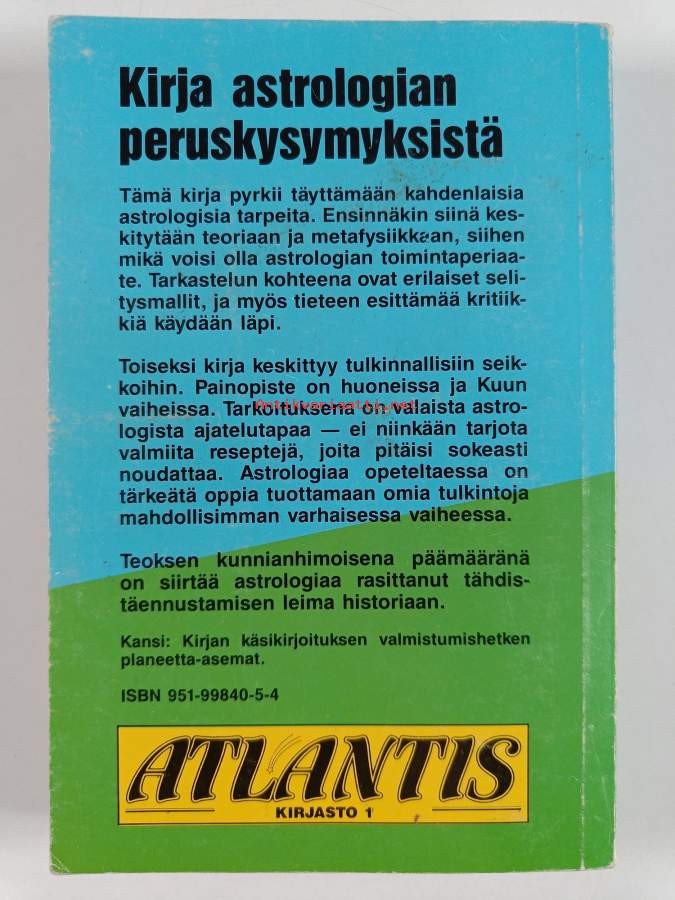 Kirja astrologian
peruskysymyksistä
Tämä kirja pyrkii täyttämään kahdenlaisia
astrologisia tarpeita. Ensinnäkin siinä kes-
kitytään teoriaan ja metafysiikkaan, siihen
mikä voisi olla astrologian toimintaperiaa-
te. Tarkastelun kohteena ovat erilaiset seli-
tysmallit, ja myös tieteen esittämää kritiik-
kiä käydään läpi.
Toiseksi kirja keskittyy tulkinnallisiin seik-
koihin. Painopiste on huoneissa ja Kuun
vaiheissa. Tarkoituksena on valaista astro-
Antikvariaatti.net
logista ajatelutapaa — ei niinkään tarjota
valmiita reseptejä, joita pitäisi sokeasti
noudattaa. Astrologiaa opeteltaessa on
tärkeätä oppia tuottamaan omia tulkintoja
mahdollisimman varhaisessa vaiheessa.
Teoksen kunnianhimoisena päämääränä
on siirtää astrologiaa rasittanut tähdis-
täennustamisen leima historiaan.
Kansi: Kirjan käsikirjoituksen valmistumishetken
planeetta-asemat.
ISBN 951-99840-5-4
ATLANTIS
KIRJASTO 1